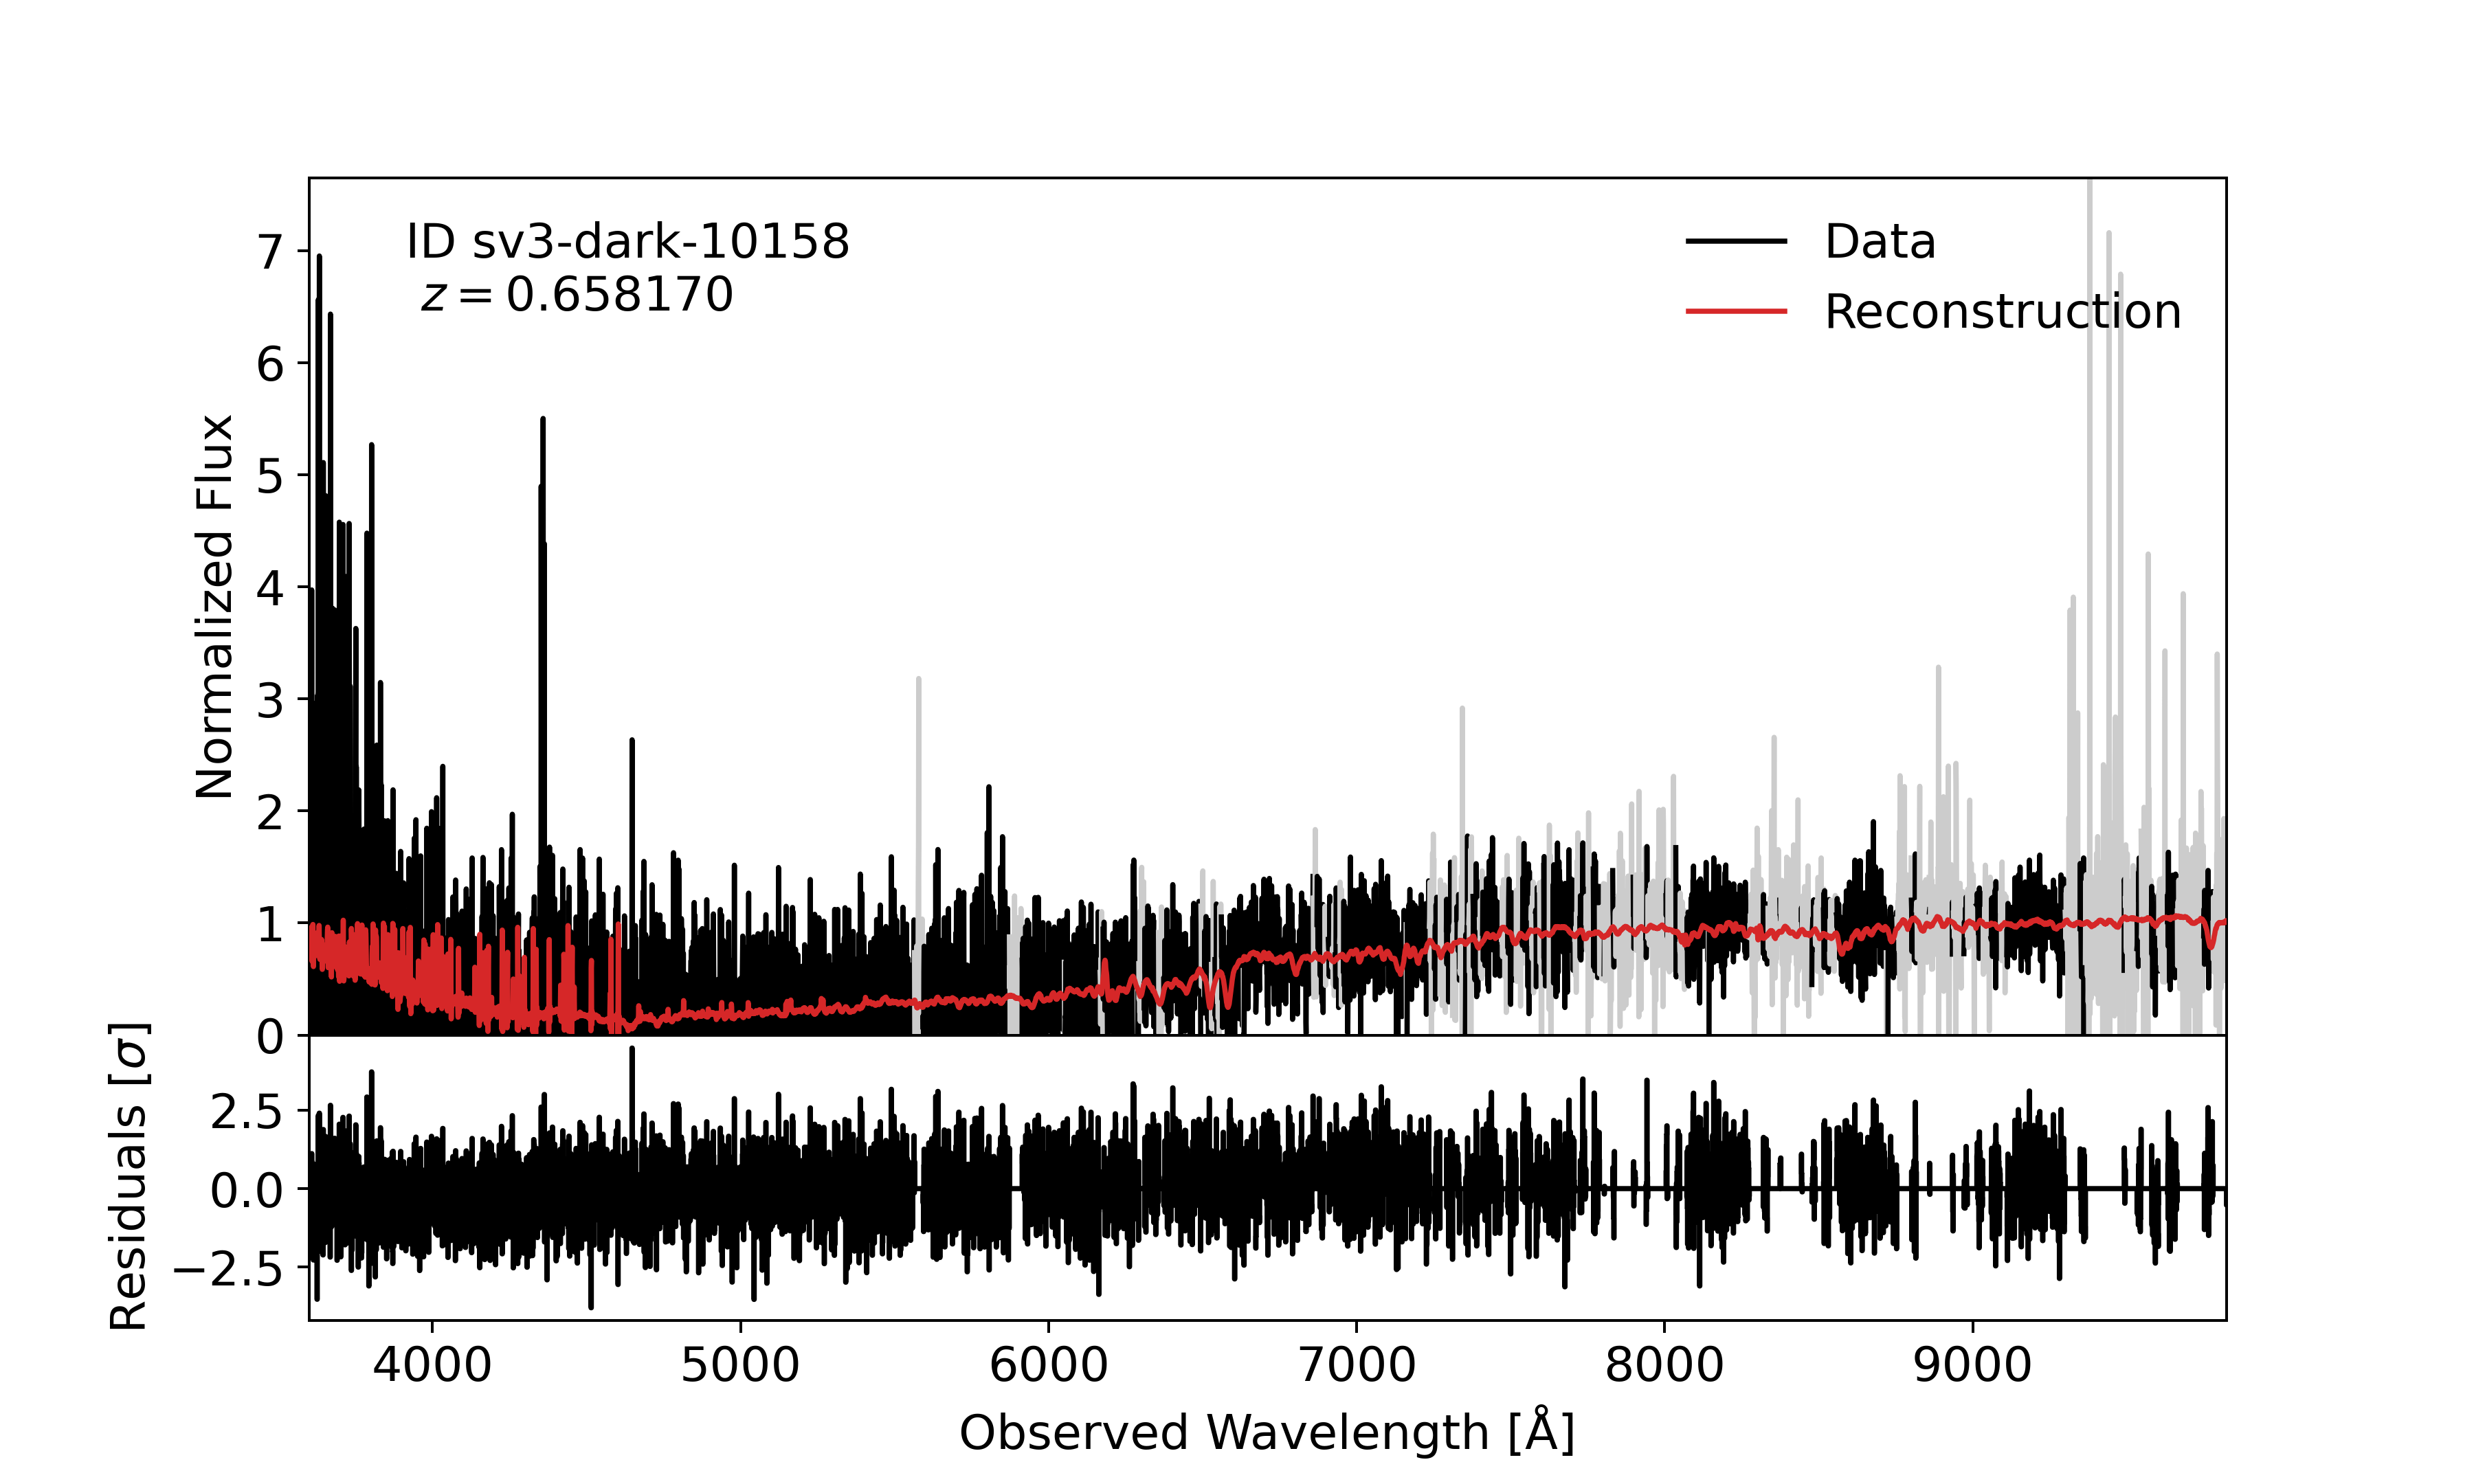 ID sv3-dark-10158
z = 0.658170
Data
Reconstruction
Normalized Flux
7
6
5
4
3
2
1
0
Residuals [σ]
2.5
0.0
−2.5
4000 5000 6000 7000 8000 9000
Observed Wavelength [Å]